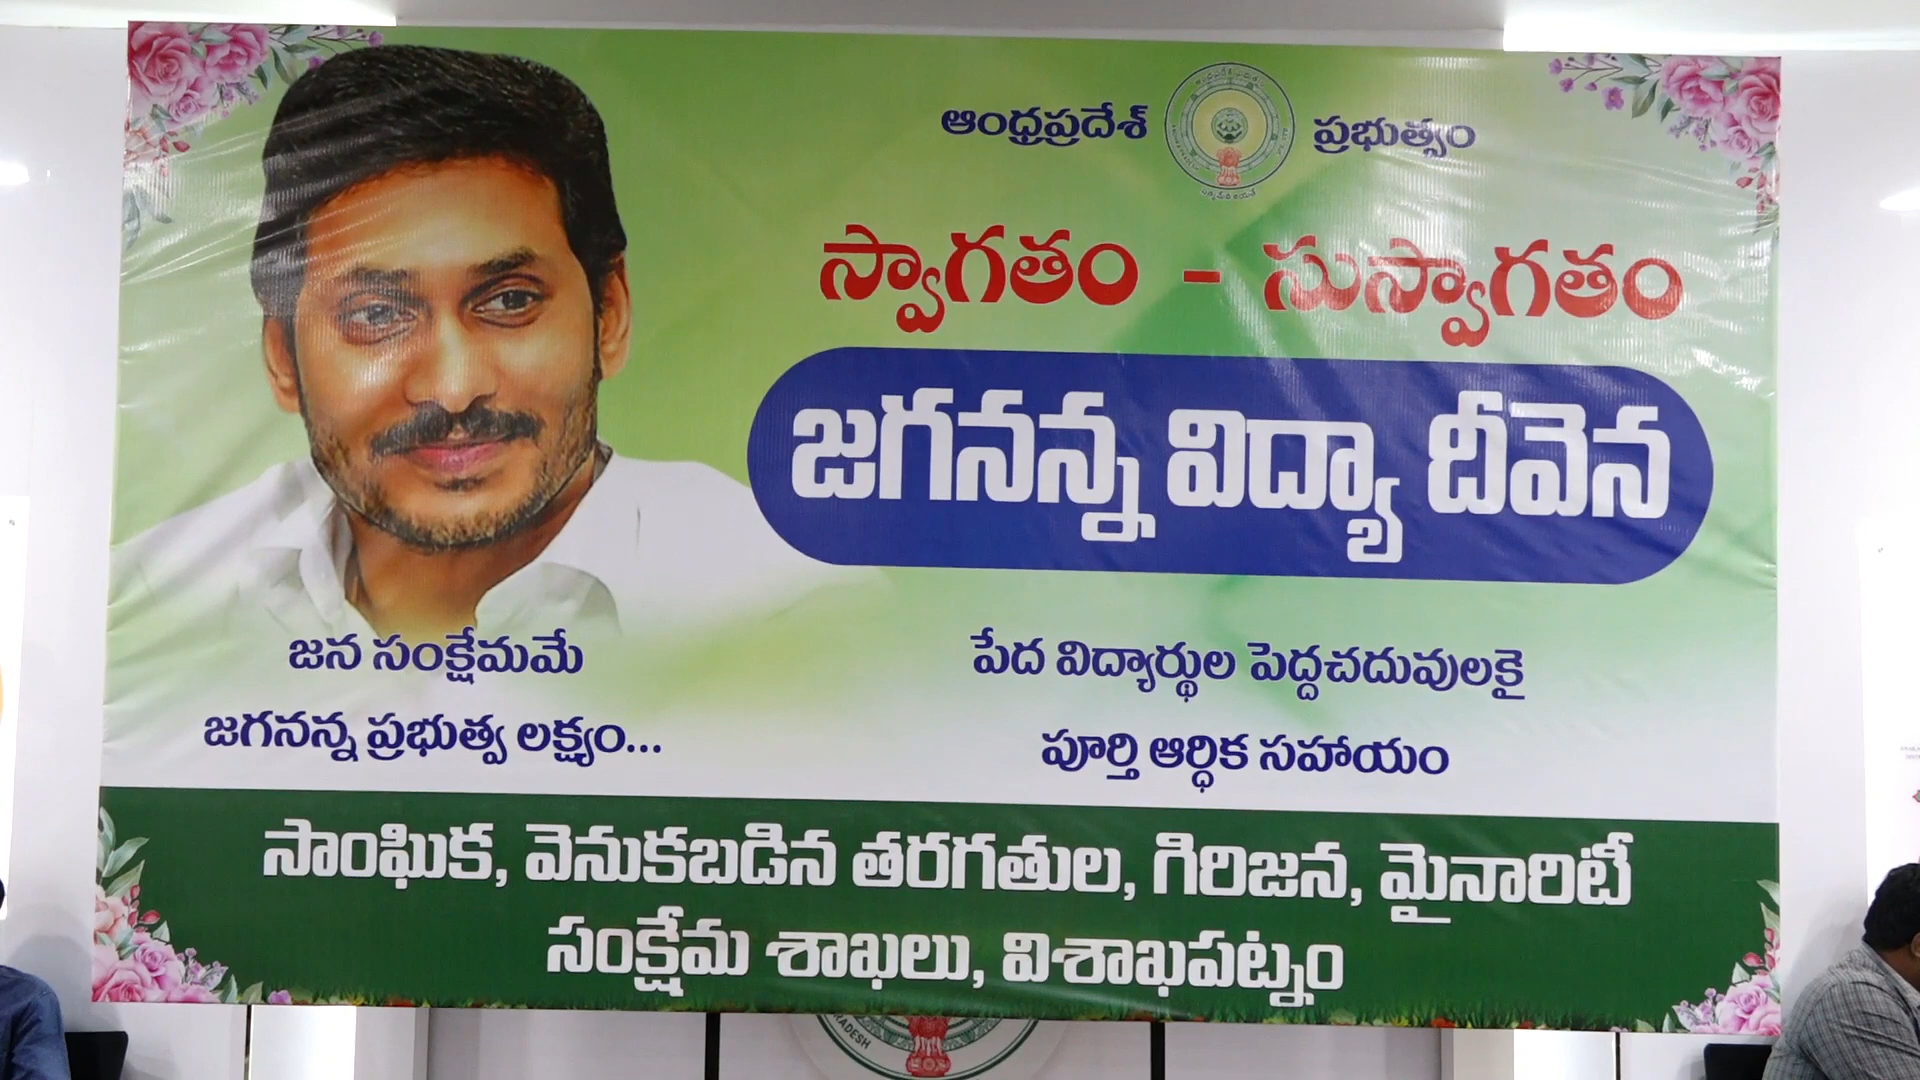 ఆంధ్రప్రదేశ్ ప్రభుత్వం
స్వాగతం - సుస్వాగతం
జగనన్న విద్యా దీవెన
జన సంక్షేమమే
జగనన్న ప్రభుత్వ లక్ష్యం...
పేద విద్యార్థుల పెద్దచదువులకై
పూర్తి ఆర్థిక సహాయం
సాంఘిక, వెనుకబడిన తరగతుల, గిరిజన, మైనారిటీ
సంక్షేమ శాఖలు, విశాఖపట్నం